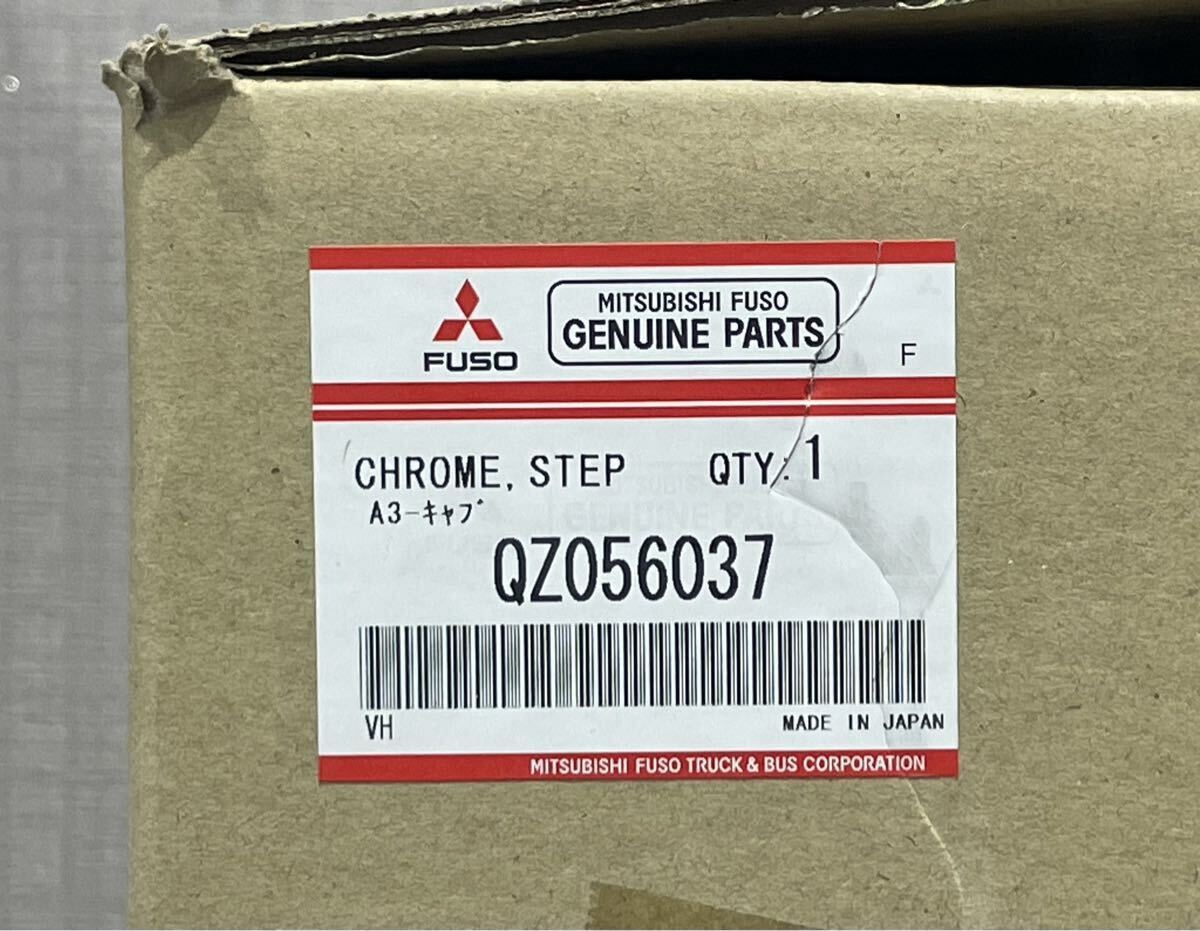 FUSO
MITSUBISHI FUSO
GENUINE PARTS
F
CHROME, STEP QTY: 1
A3-ｷｬﾌﾞ
QZ056037
VH MADE IN JAPAN
MITSUBISHI FUSO TRUCK & BUS CORPORATION